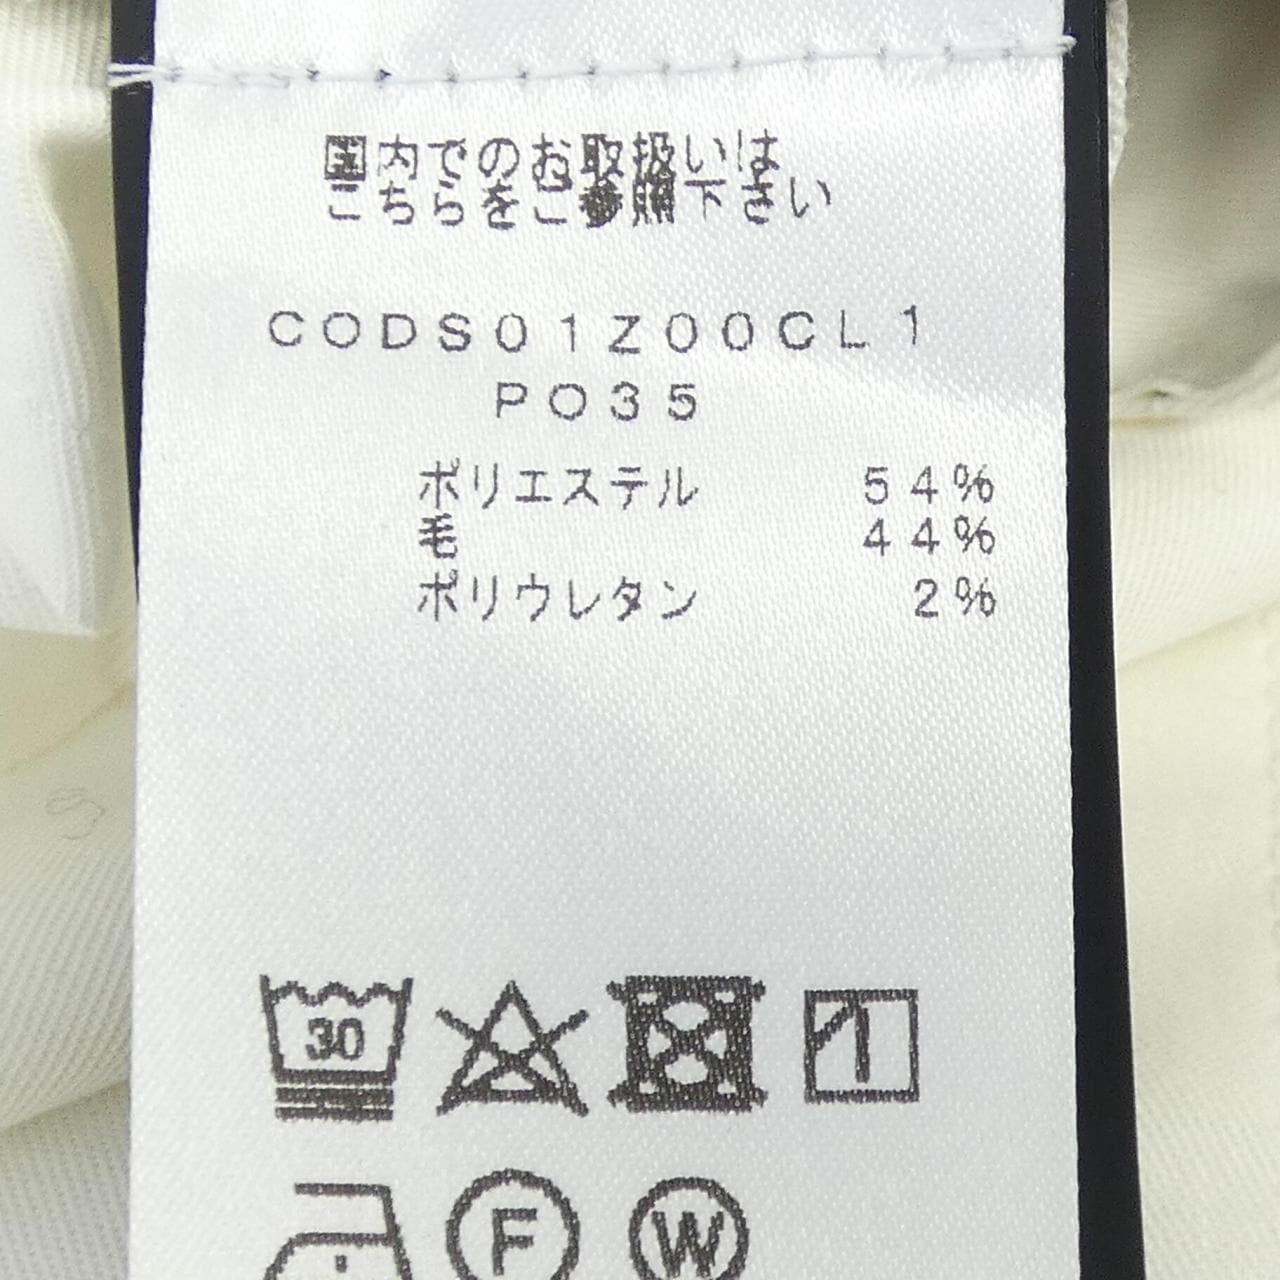 国内でのお取扱いは
こちらをご参照下さい
CODS01Z00CL1
PO35
ポリエステル 54%
毛 44%
ポリウレタン 2%
30
F W